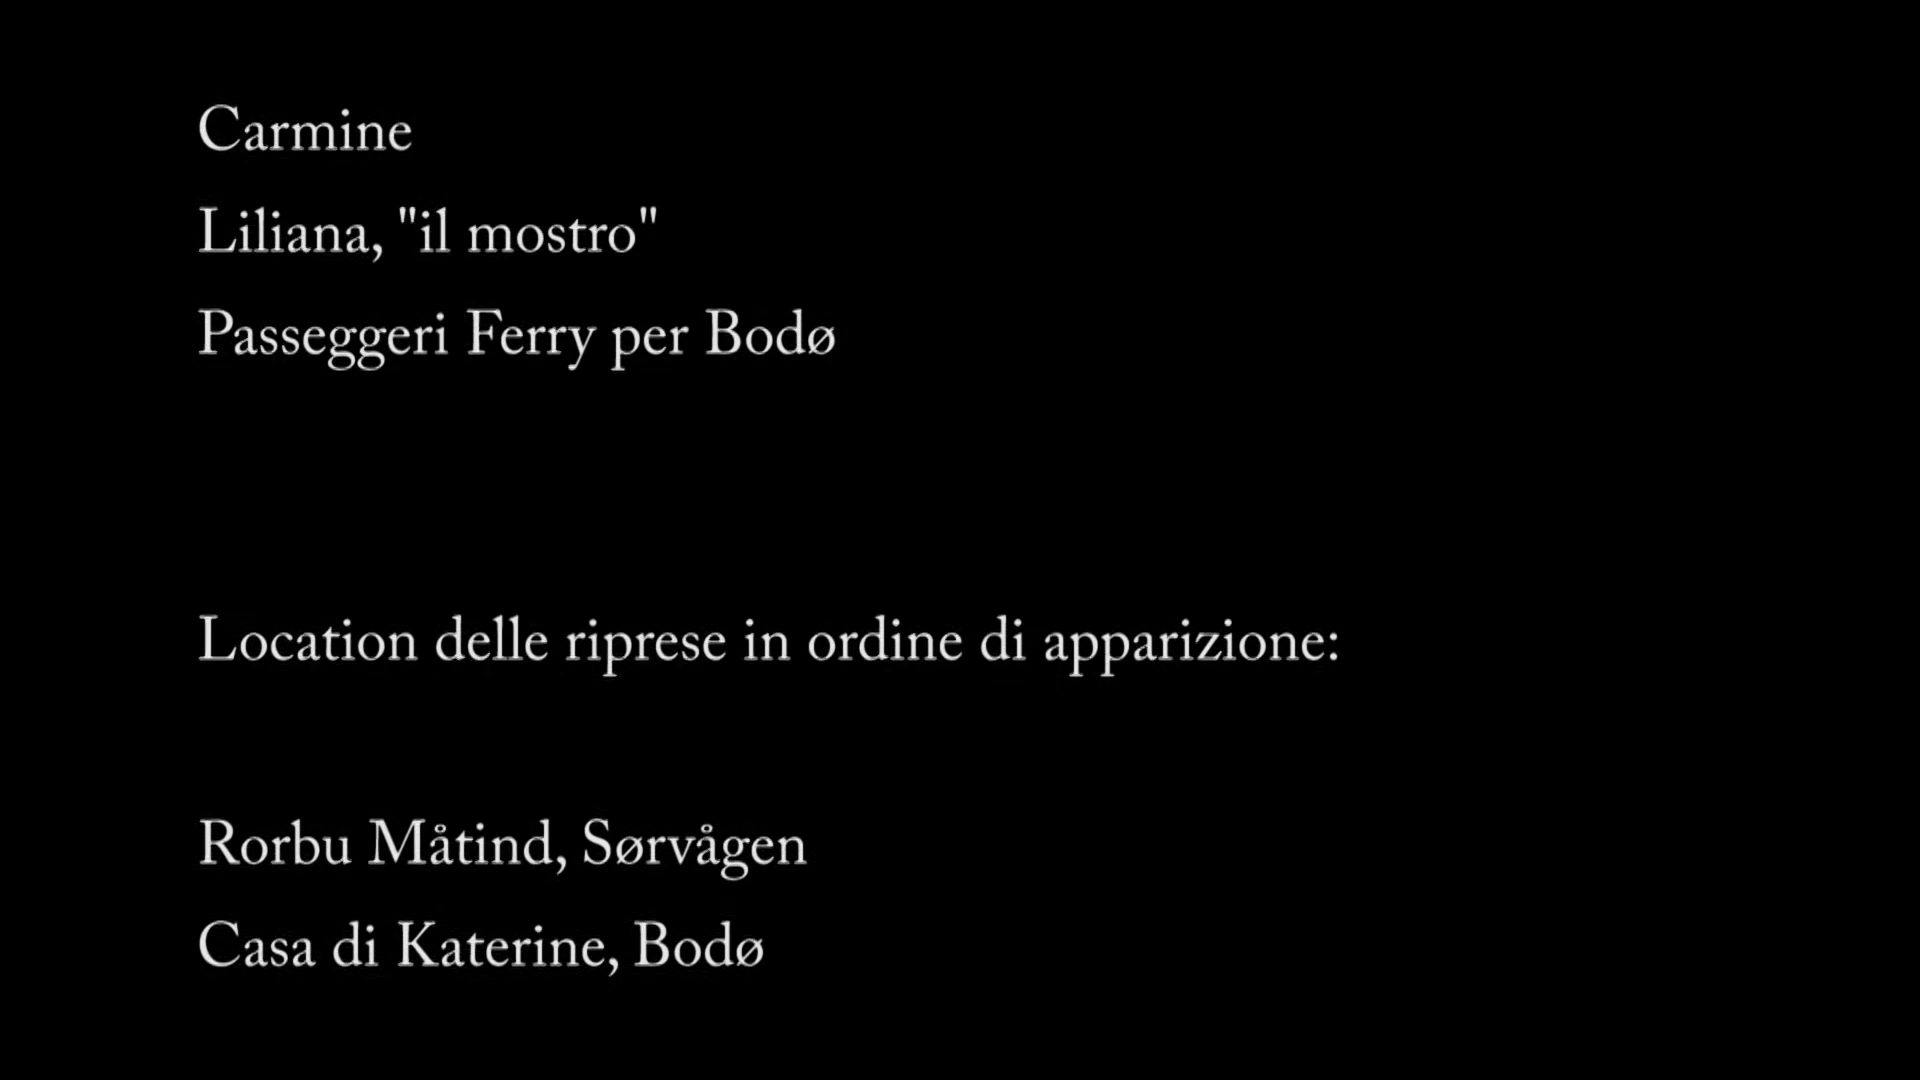 Carmine
Liliana, "il mostro"
Passeggeri Ferry per Bodø
Location delle riprese in ordine di apparizione:
Rorbu Måtind, Sørvågen
Casa di Katerine, Bodø